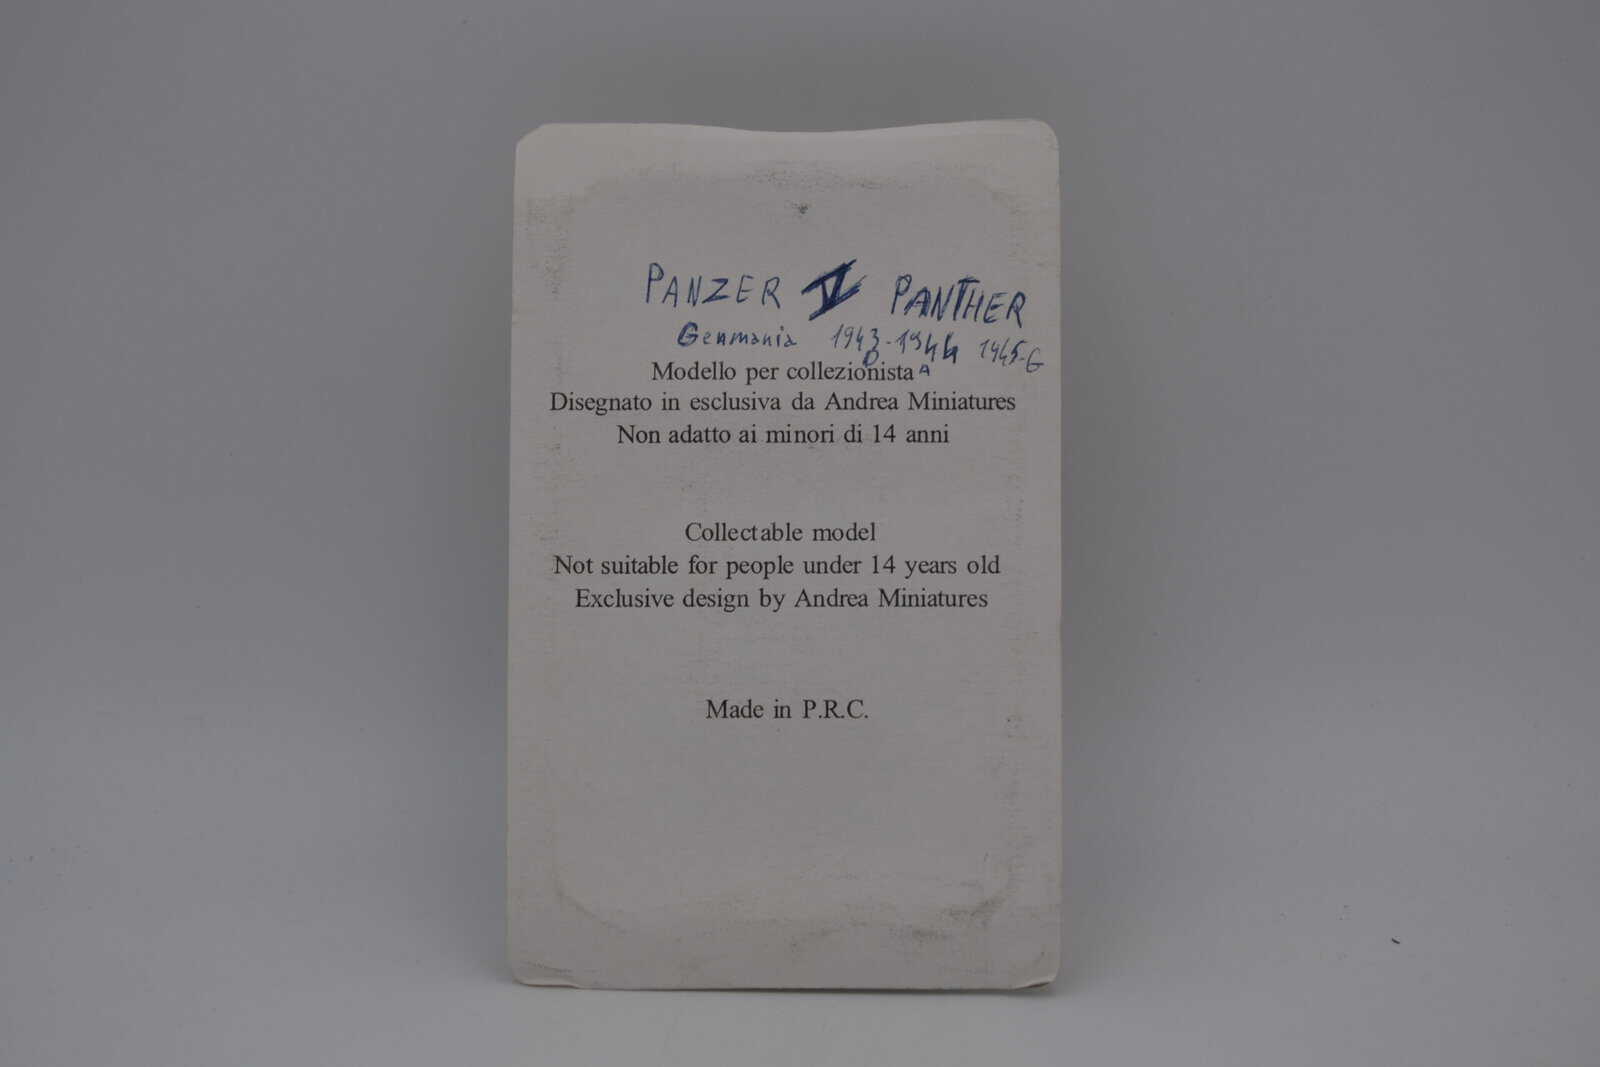 PANZER V PANTHER
Germania 1943-1944 1945-G
D A
Modello per collezionista
Disegnato in esclusiva da Andrea Miniatures
Non adatto ai minori di 14 anni
Collectable model
Not suitable for people under 14 years old
Exclusive design by Andrea Miniatures
Made in P.R.C.